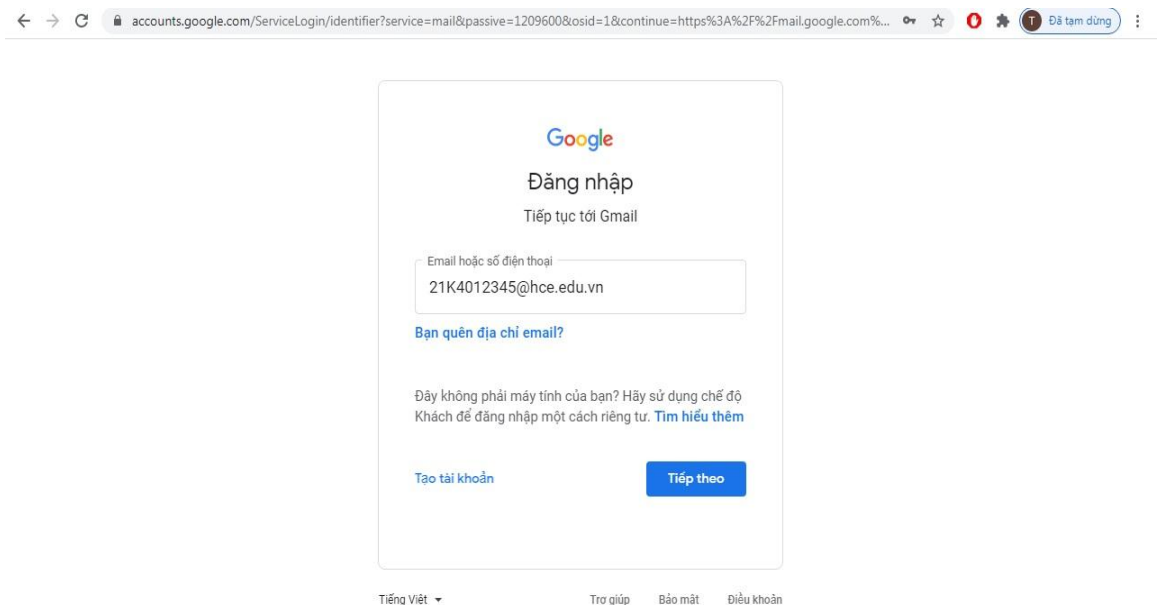 accounts.google.com/ServiceLogin/identifier?service=mail&passive=1209600&osid=1&continue=https%3A%2F%2Fmail.google.com%...
T Đã tạm dừng
Google
Đăng nhập
Tiếp tục tới Gmail
Email hoặc số điện thoại
21K4012345@hce.edu.vn
Bạn quên địa chỉ email?
Đây không phải máy tính của bạn? Hãy sử dụng chế độ
Khách để đăng nhập một cách riêng tư. Tìm hiểu thêm
Tạo tài khoản Tiếp theo
Tiếng Việt Trợ giúp Bảo mật Điều khoản